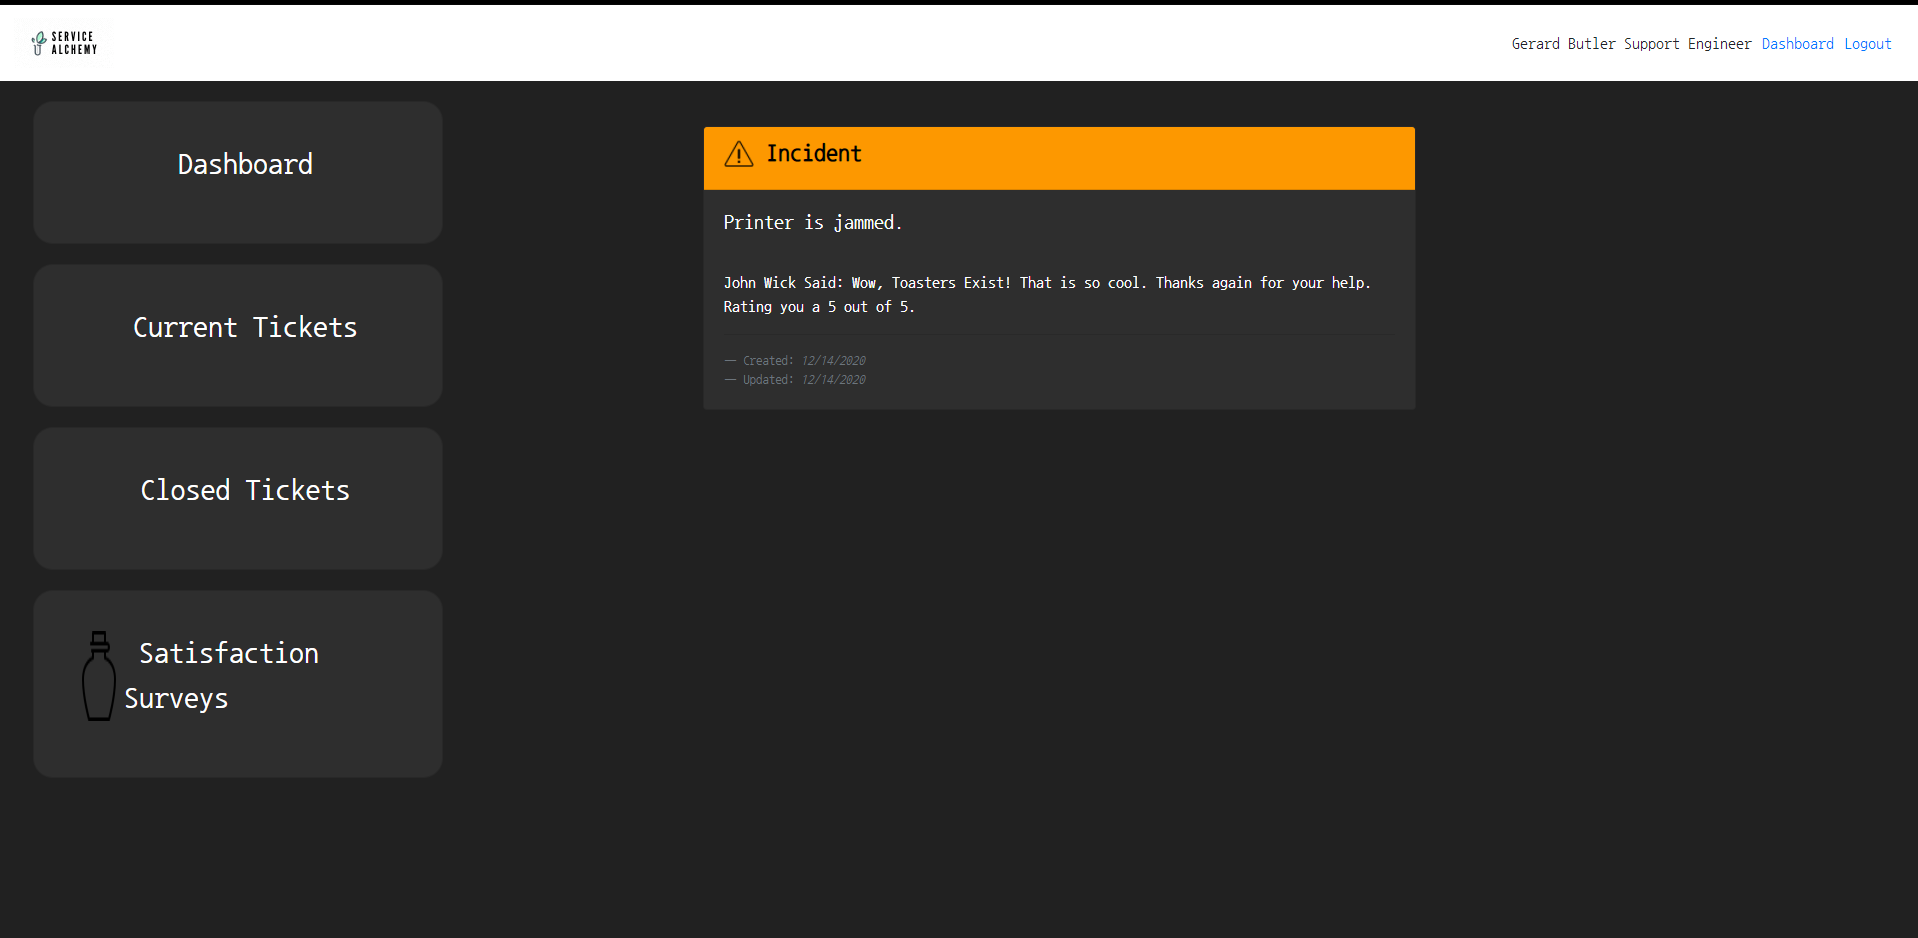 SERVICE
ALCHEMY
Gerard Butler Support Engineer Dashboard Logout
Dashboard
Current Tickets
Closed Tickets
Satisfaction
Surveys
Incident
Printer is jammed.
John Wick Said: Wow, Toasters Exist! That is so cool. Thanks again for your help.
Rating you a 5 out of 5.
— Created: 12/14/2020
— Updated: 12/14/2020